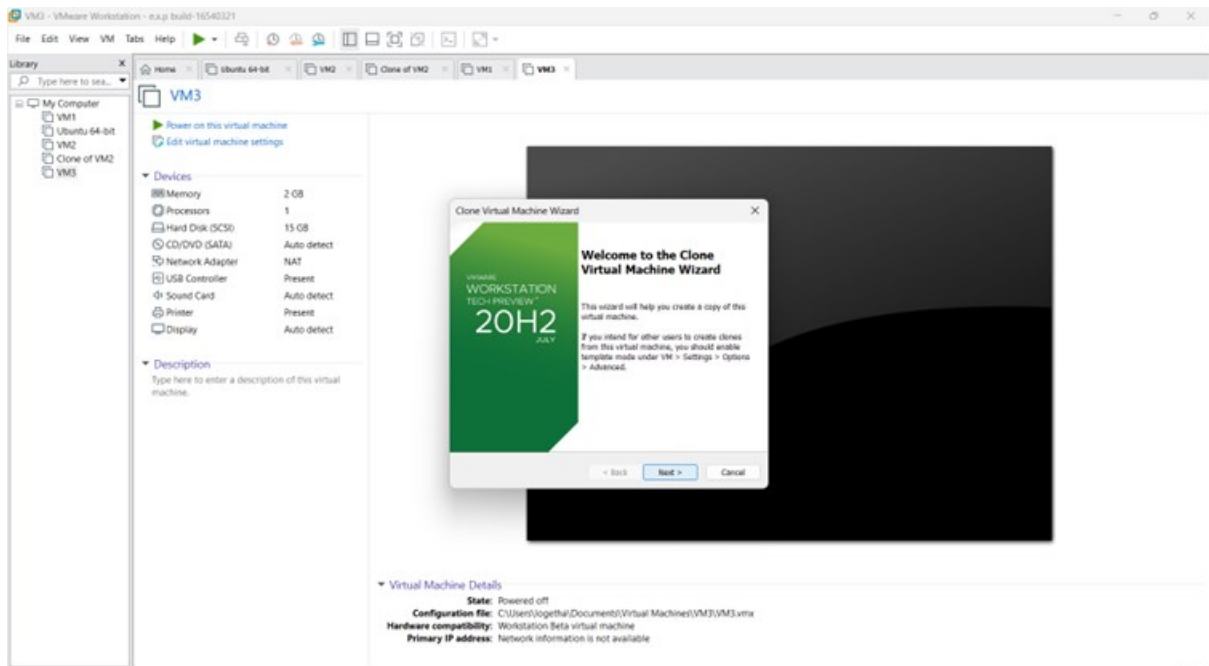 VM3 - VMware Workstation - e.x.p build-16540321
File Edit View VM Tabs Help
Library X
Type here to sea...
My Computer
VM1
Ubuntu 64-bit
VM2
Clone of VM2
VM3
Home
Ubuntu 64-bit
VM2
Clone of VM2
VM1
VM3
VM3
Power on this virtual machine
Edit virtual machine settings
Devices
Memory 2 GB
Processors 1
Hard Disk (SCSI) 15 GB
CD/DVD (SATA) Auto detect
Network Adapter NAT
USB Controller Present
Sound Card Auto detect
Printer Present
Display Auto detect
Description
Type here to enter a description of this virtual
machine.
Clone Virtual Machine Wizard
VMWARE
WORKSTATION
TECH PREVIEW™
20H2
JULY
Welcome to the Clone
Virtual Machine Wizard
This wizard will help you create a copy of this
virtual machine.
If you intend for other users to create clones
from this virtual machine, you should enable
template mode under VM > Settings > Options
> Advanced.
< Back Next > Cancel
Virtual Machine Details
State: Powered off
Configuration file: C:\Users\logetha\Documents\Virtual Machines\VM3\VM3.vmx
Hardware compatibility: Workstation Beta virtual machine
Primary IP address: Network information is not available